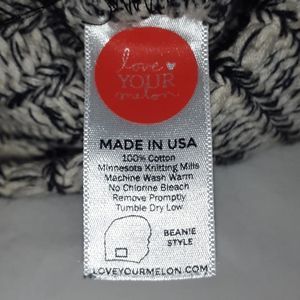 love
YOUR
melon
MADE IN USA
100% Cotton
Minnesota Knitting Mills
Machine Wash Warm
No Chlorine Bleach
Remove Promptly
Tumble Dry Low
BEANIE
STYLE
LOVEYOURMELON.COM